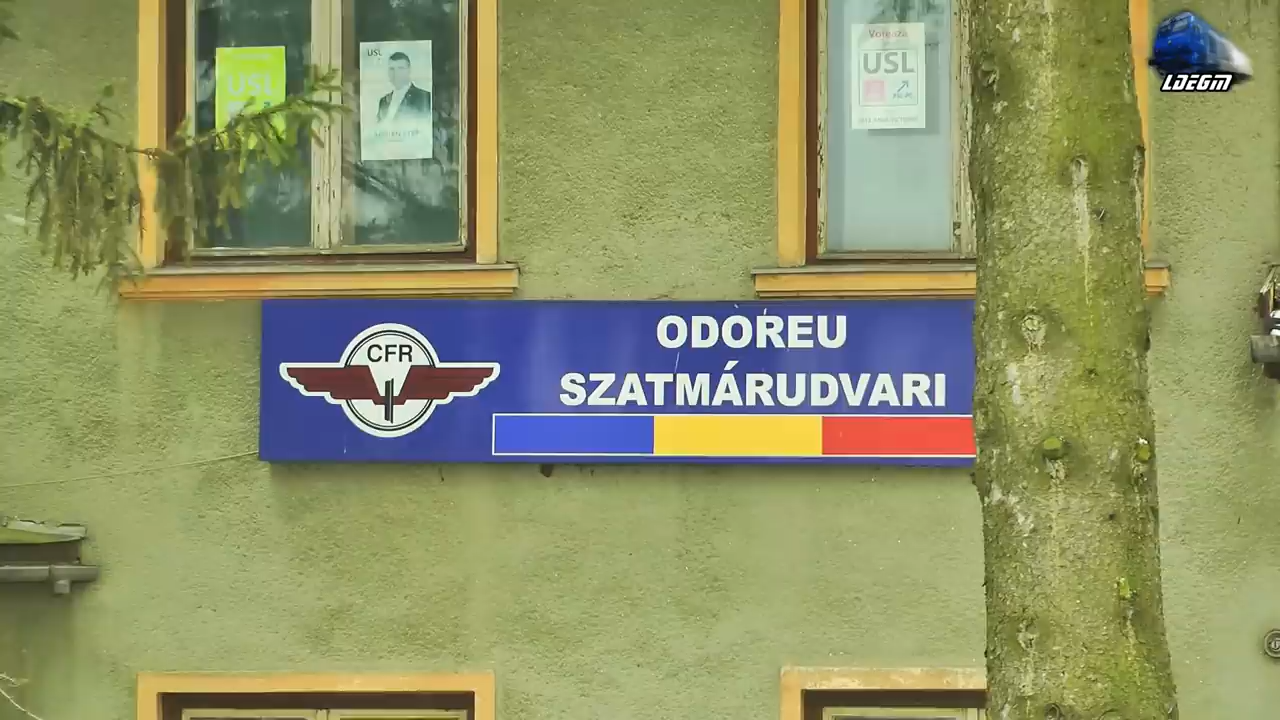 USL
USL
Votează
USL
LDEGM
CFR
ODOREU
SZATMÁRUDVARI